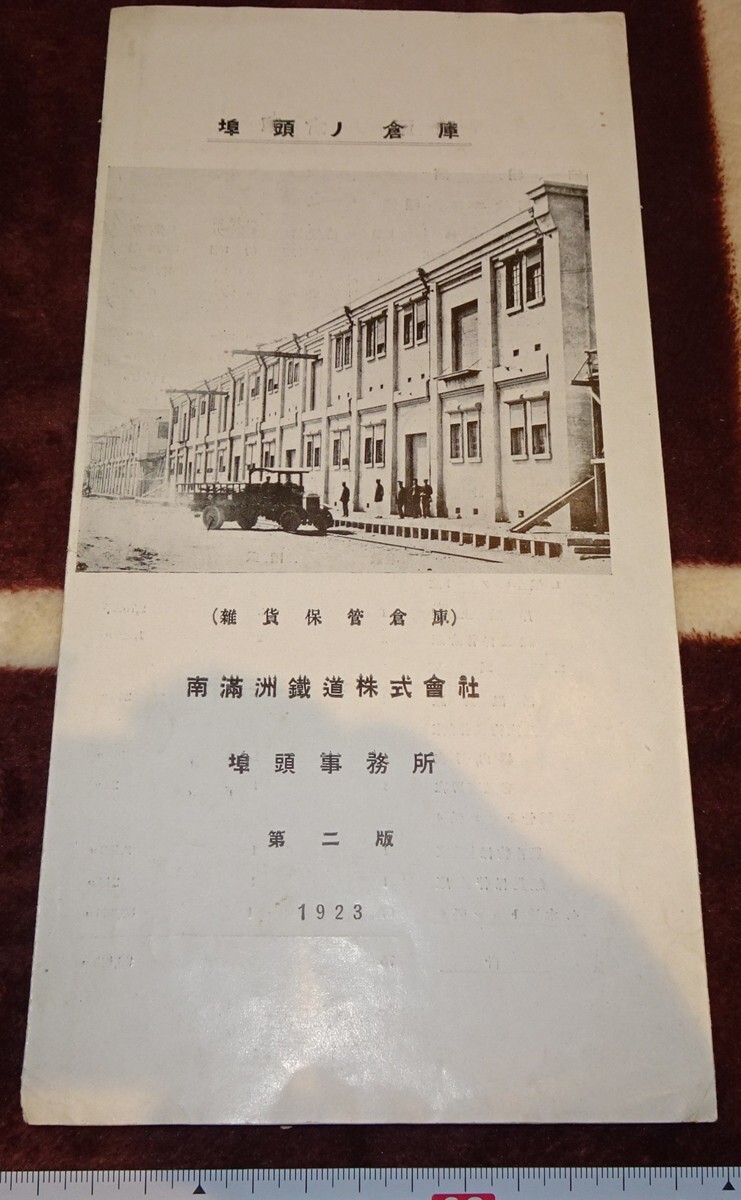 埠頭ノ倉庫
(雜貨保管倉庫)
南滿洲鐵道株式會社
埠頭事務所
第二版
1923